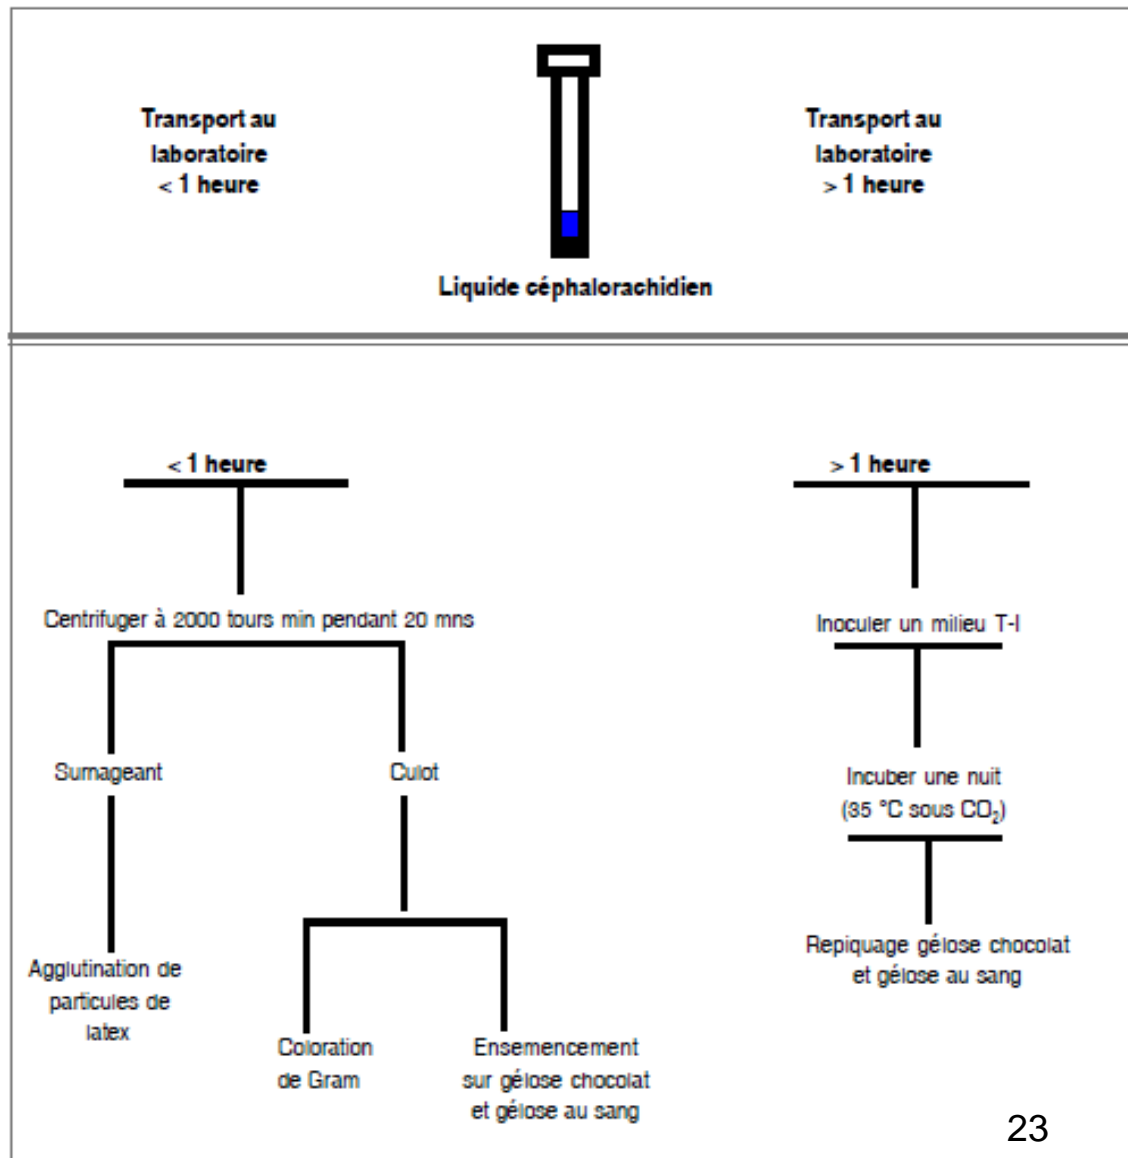 Transport au
laboratoire
< 1 heure
Transport au
laboratoire
> 1 heure
Liquide céphalorachidien
< 1 heure
> 1 heure
Centrifuger à 2000 tours min pendant 20 mns
Inoculer un milieu T-I
Surnageant
Culot
Incuber une nuit
(35 °C sous CO₂)
Agglutination de
particules de
latex
Repiquage gélose chocolat
et gélose au sang
Coloration
de Gram
Ensemencement
sur gélose chocolat
et gélose au sang
23